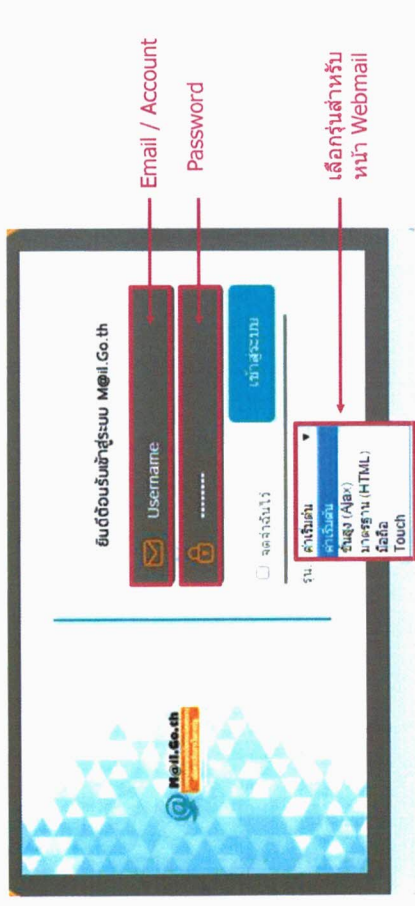 M@il.Go.th
ยินดีต้อนรับเข้าสู่ระบบ M@il.Go.th
Username
Email / Account
........
Password
จดจำฉันไว้
เข้าสู่ระบบ
รุ่น: ค่าเริ่มต้น
ค่าเริ่มต้น
ขั้นสูง (Ajax)
มาตรฐาน (HTML)
มือถือ
Touch
เลือกรุ่นสำหรับ
หน้า Webmail